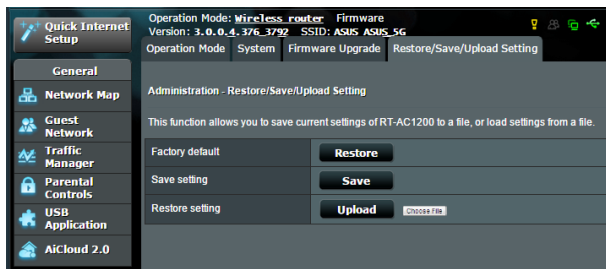 Quick Internet
Setup
General
Network Map
Guest
Network
Traffic
Manager
Parental
Controls
USB
Application
AiCloud 2.0
Operation Mode: Wireless router Firmware
Version: 3.0.0.4.376_3792 SSID: ASUS ASUS_5G
Operation Mode System Firmware Upgrade Restore/Save/Upload Setting
Administration - Restore/Save/Upload Setting
This function allows you to save current settings of RT-AC1200 to a file, or load settings from a file.
Factory default Restore
Save setting Save
Restore setting Upload Choose File